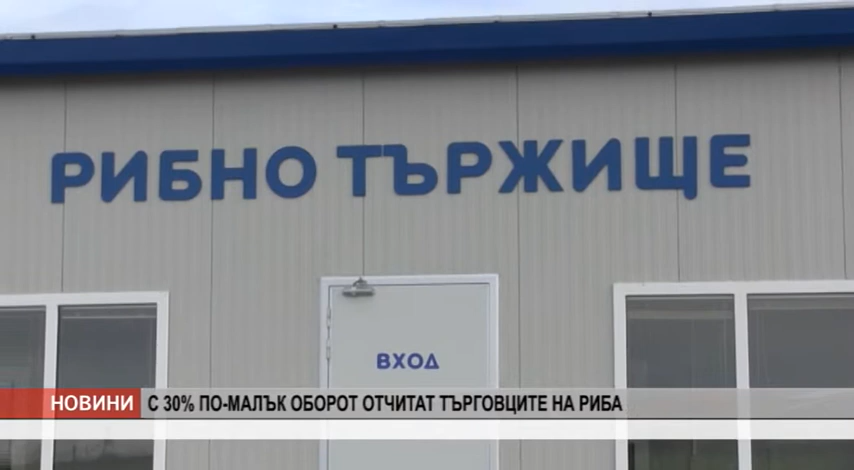 РИБНО ТЪРЖИЩЕ
ВХОД
НОВИНИ
С 30% ПО-МАЛЪК ОБОРОТ ОТЧИТАТ ТЪРГОВЦИТЕ НА РИБА